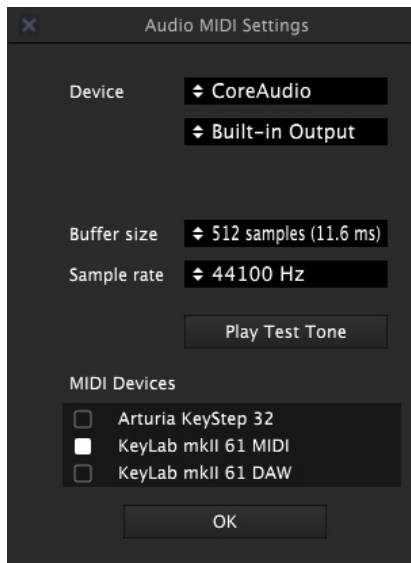 Audio MIDI Settings
Device CoreAudio
Built-in Output
Buffer size 512 samples (11.6 ms)
Sample rate 44100 Hz
Play Test Tone
MIDI Devices
Arturia KeyStep 32
KeyLab mkII 61 MIDI
KeyLab mkII 61 DAW
OK